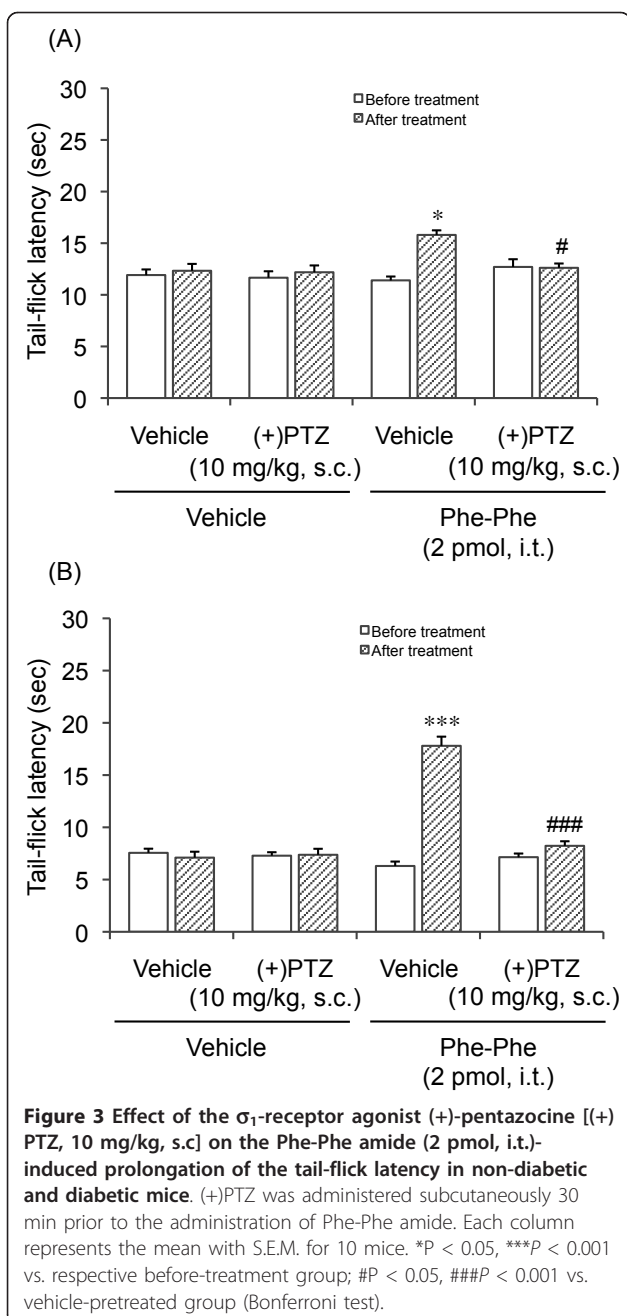 (A)
30
□Before treatment
▨After treatment
25
Tail-flick latency (sec)
20
*
15
#
10
5
0
Vehicle (+)PTZ Vehicle (+)PTZ
(10 mg/kg, s.c.) (10 mg/kg, s.c.)
Vehicle Phe-Phe
(2 pmol, i.t.)
(B)
30
□Before treatment
▨After treatment
25
Tail-flick latency (sec)
20
***
15
10
###
5
0
Vehicle (+)PTZ Vehicle (+)PTZ
(10 mg/kg, s.c.) (10 mg/kg, s.c.)
Vehicle Phe-Phe
(2 pmol, i.t.)
Figure 3 Effect of the σ₁-receptor agonist (+)-pentazocine [(+)
PTZ, 10 mg/kg, s.c] on the Phe-Phe amide (2 pmol, i.t.)-
induced prolongation of the tail-flick latency in non-diabetic
and diabetic mice. (+)PTZ was administered subcutaneously 30
min prior to the administration of Phe-Phe amide. Each column
represents the mean with S.E.M. for 10 mice. *P < 0.05, ***P < 0.001
vs. respective before-treatment group; #P < 0.05, ###P < 0.001 vs.
vehicle-pretreated group (Bonferroni test).